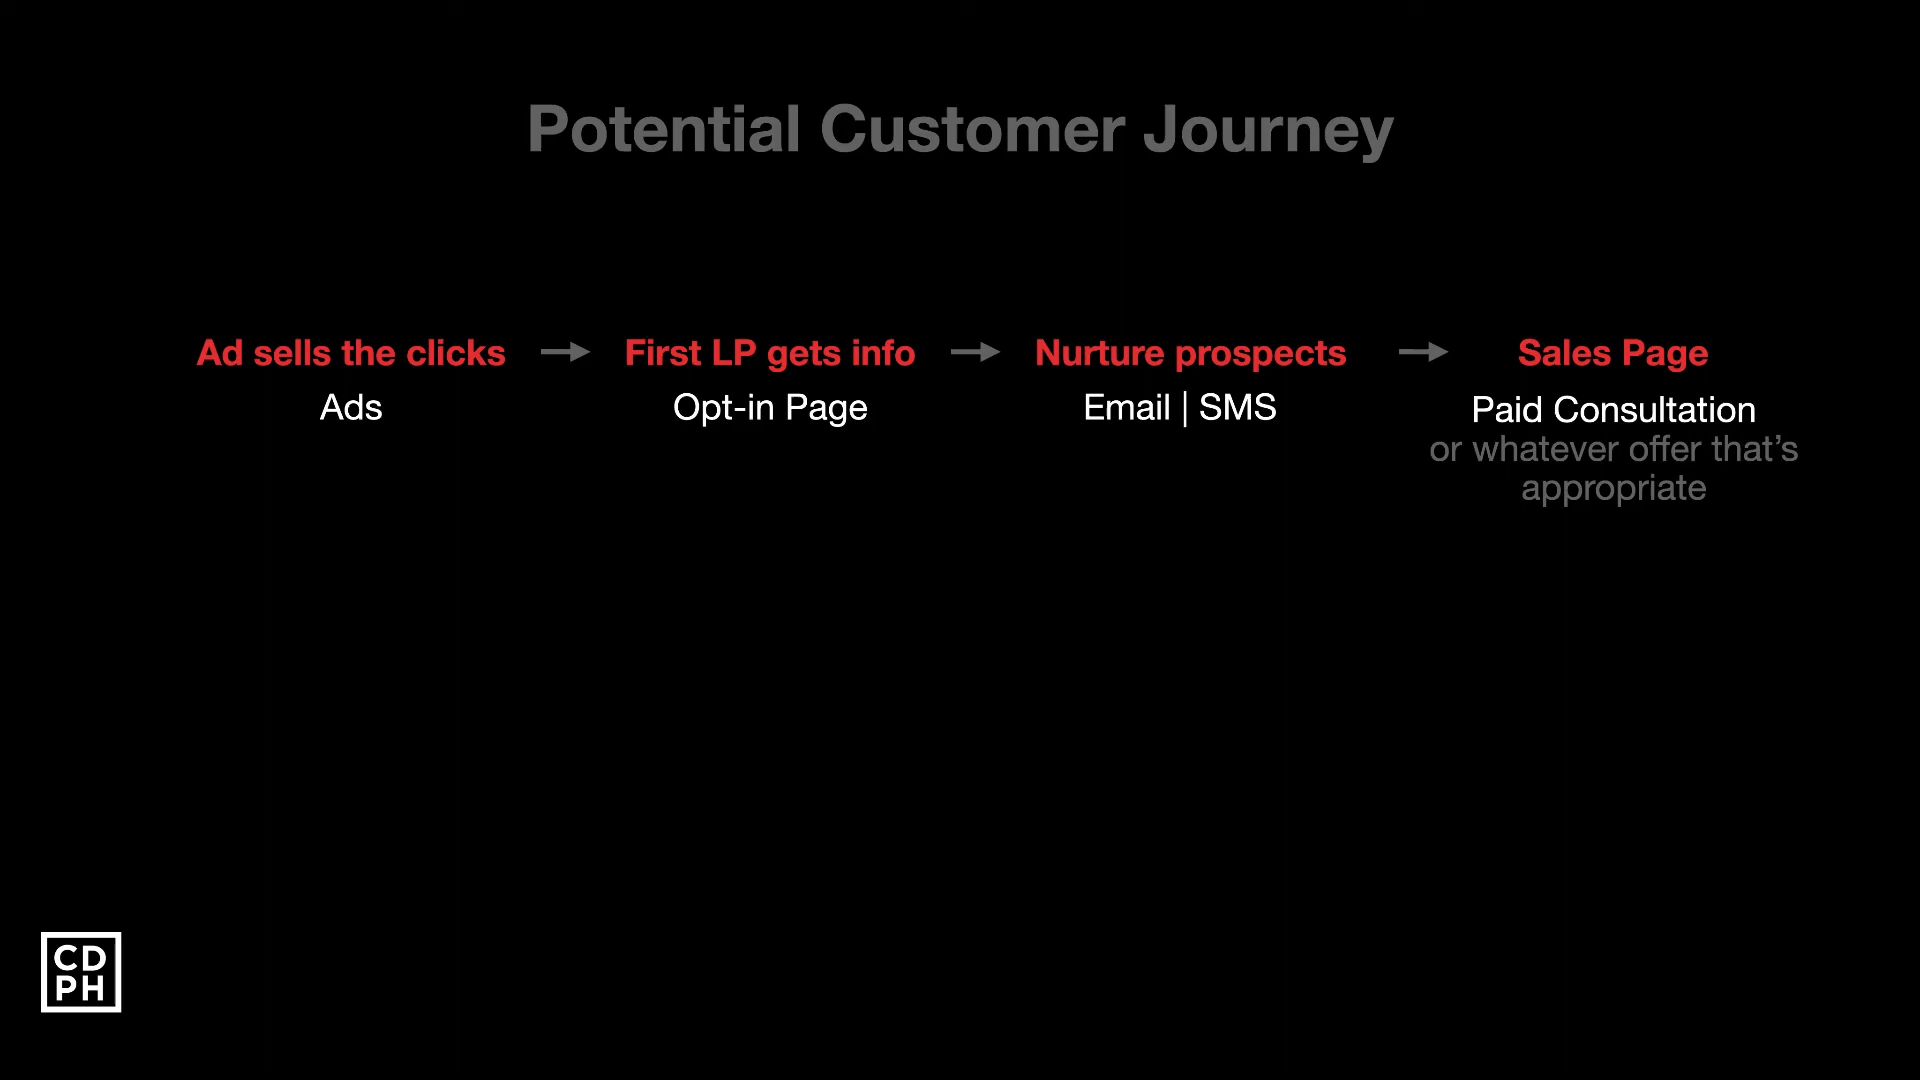 Potential Customer Journey
Ad sells the clicks
Ads
First LP gets info
Opt-in Page
Nurture prospects
Email | SMS
Sales Page
Paid Consultation
or whatever offer that’s
appropriate
CD
PH